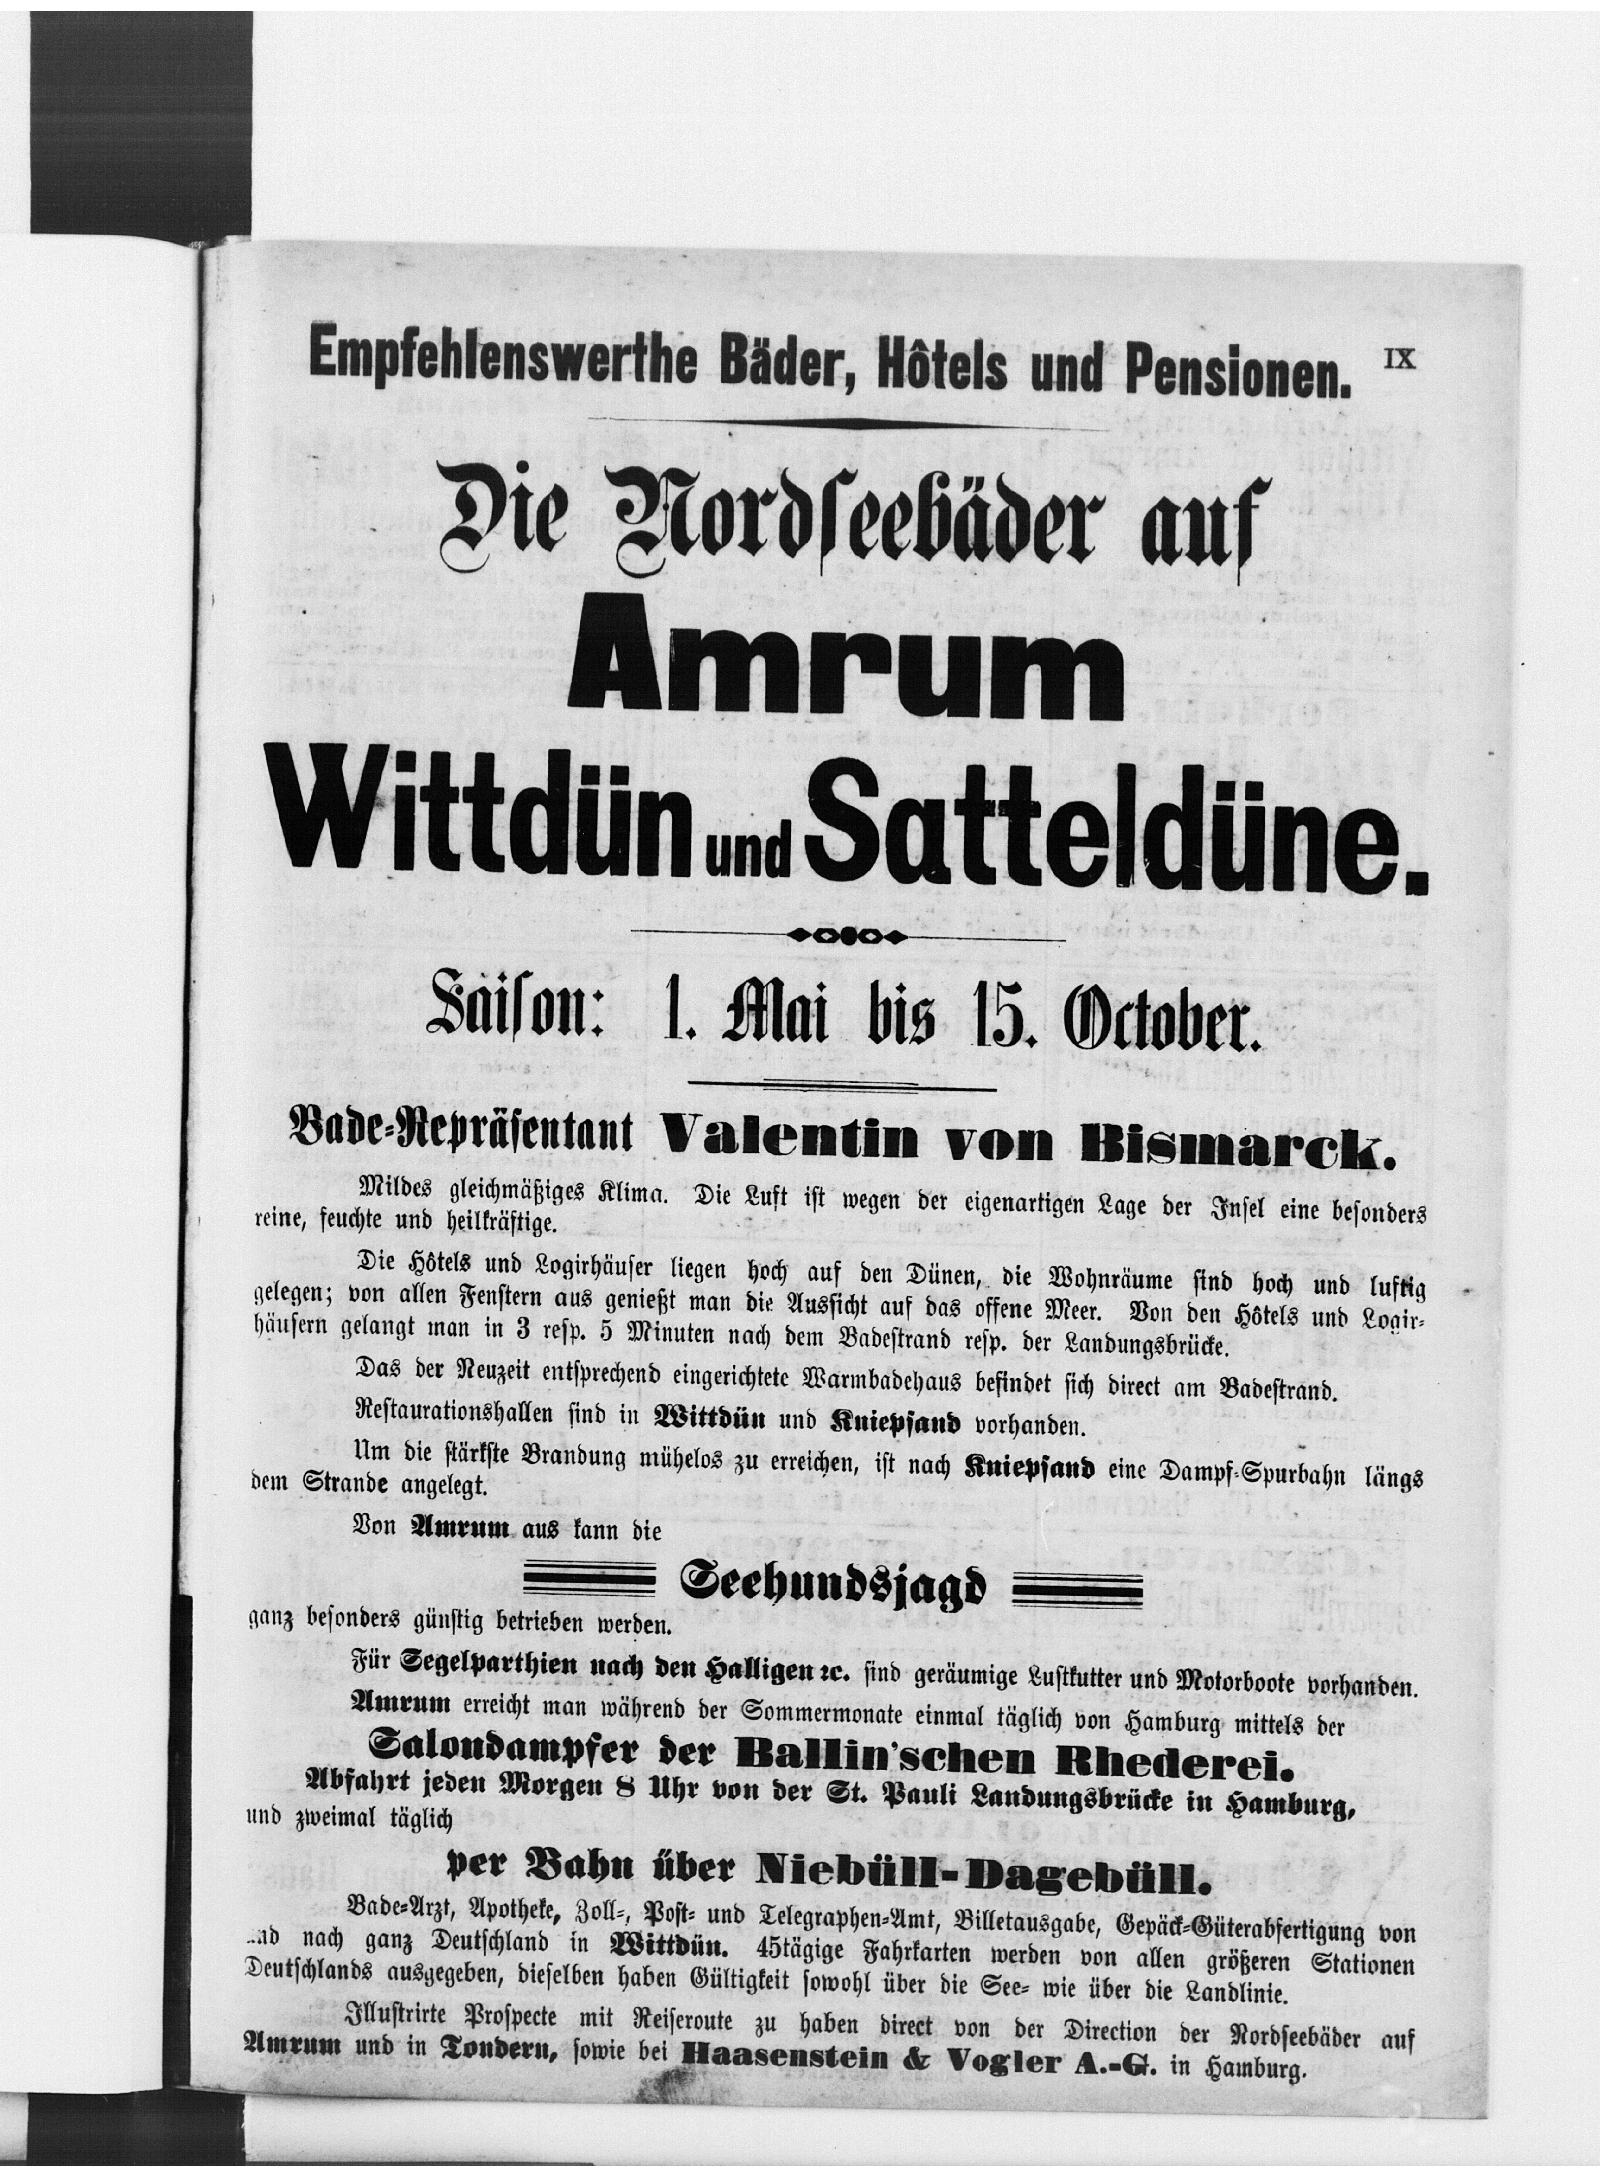 Empfehlenswerthe Bäder, Hôtels und Pensionen.
IX
Die Nordseebäder auf
Amrum
Wittdün und Satteldüne.
Saison: 1. Mai bis 15. October.
Bade-Repräsentant Valentin von Bismarck.
Mildes gleichmäßiges Klima. Die Luft ist wegen der eigenartigen Lage der Insel eine besonders
reine, feuchte und heilkräftige.
Die Hôtels und Logirhäuser liegen hoch auf den Dünen, die Wohnräume sind hoch und luftig
gelegen; von allen Fenstern aus genießt man die Aussicht auf das offene Meer. Von den Hôtels und Logir-
häusern gelangt man in 3 resp. 5 Minuten nach dem Badestrand resp. der Landungsbrücke.
Das der Neuzeit entsprechend eingerichtete Warmbadehaus befindet sich direct am Badestrand.
Restaurationshallen sind in Wittdün und Kniepsand vorhanden.
Um die stärkste Brandung mühelos zu erreichen, ist nach Kniepsand eine Dampf-Spurbahn längs
dem Strande angelegt.
Von Amrum aus kann die
Seehundsjagd
ganz besonders günstig betrieben werden.
Für Segelparthien nach den Halligen ꝛc. sind geräumige Lustkutter und Motorboote vorhanden.
Amrum erreicht man während der Sommermonate einmal täglich von Hamburg mittels der
Salondampfer der Ballin'schen Rhederei.
Abfahrt jeden Morgen 8 Uhr von der St. Pauli Landungsbrücke in Hamburg,
und zweimal täglich
per Bahn über Niebüll-Dagebüll.
Bade-Arzt, Apotheke, Zoll-, Post- und Telegraphen-Amt, Billetausgabe, Gepäck-Güterabfertigung von
und nach ganz Deutschland in Wittdün. 45tägige Fahrkarten werden von allen größeren Stationen
Deutschlands ausgegeben, dieselben haben Gültigkeit sowohl über die See- wie über die Landlinie.
Illustrirte Prospecte mit Reiseroute zu haben direct von der Direction der Nordseebäder auf
Amrum und in Tondern, sowie bei Haasenstein & Vogler A.-G. in Hamburg.